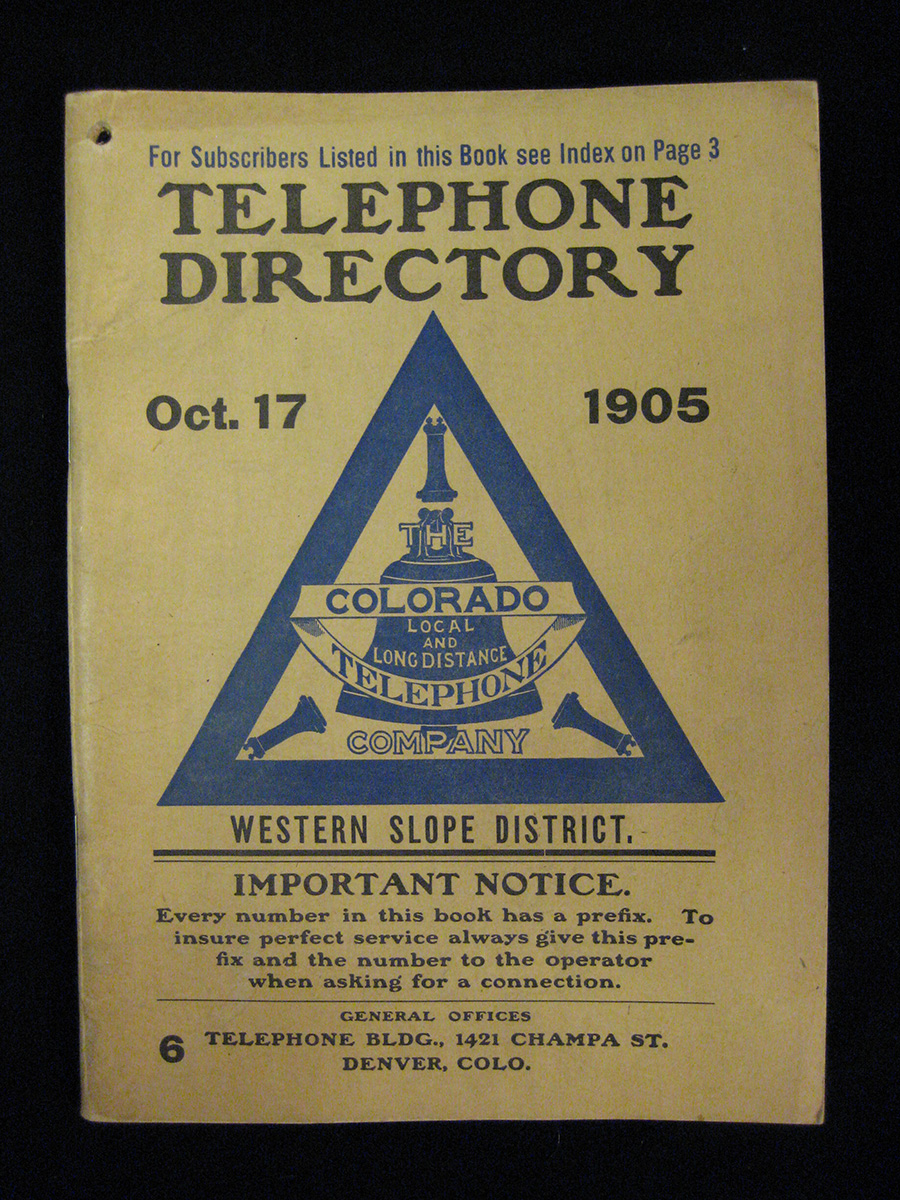 For Subscribers Listed in this Book see Index on Page 3
TELEPHONE
DIRECTORY
Oct. 17 1905
THE
COLORADO
LOCAL
AND
LONG DISTANCE
TELEPHONE
COMPANY
WESTERN SLOPE DISTRICT.
IMPORTANT NOTICE.
Every number in this book has a prefix. To
insure perfect service always give this pre-
fix and the number to the operator
when asking for a connection.
GENERAL OFFICES
6 TELEPHONE BLDG., 1421 CHAMPA ST.
DENVER, COLO.